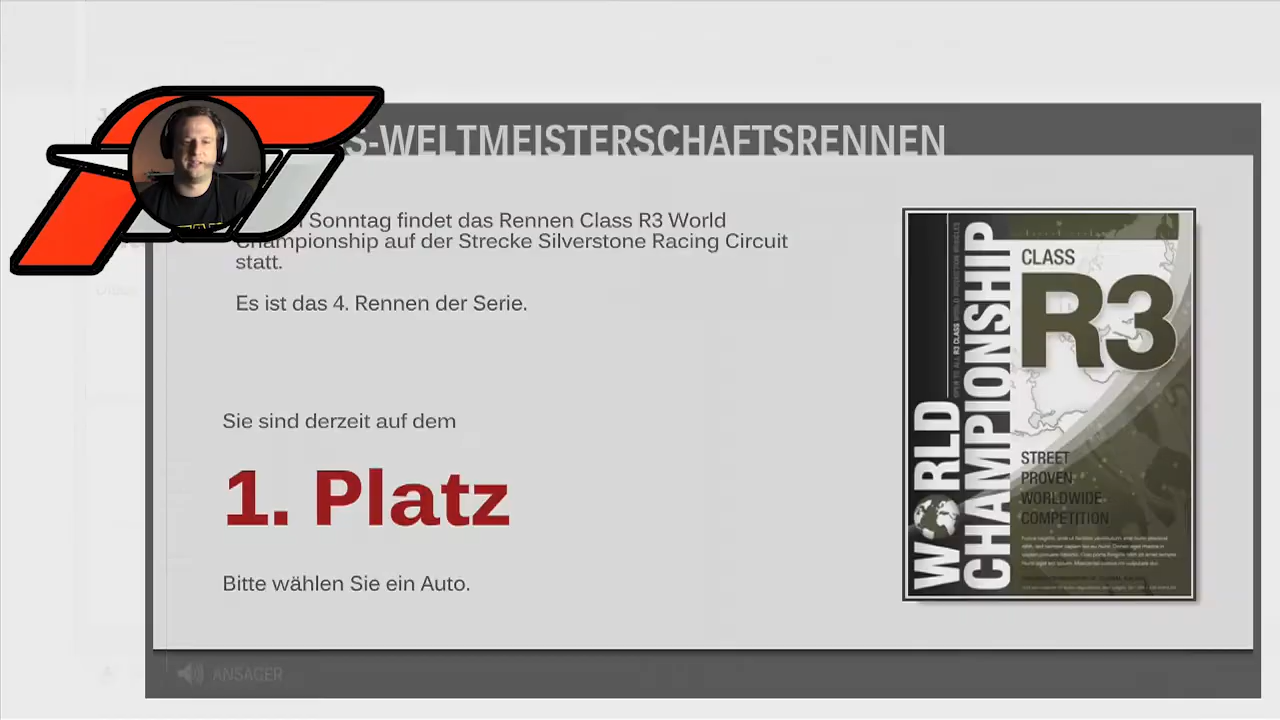 S-WELTMEISTERSCHAFTSRENNEN
Sonntag findet das Rennen Class R3 World
Championship auf der Strecke Silverstone Racing Circuit
statt.
Es ist das 4. Rennen der Serie.
Sie sind derzeit auf dem
1. Platz
Bitte wählen Sie ein Auto.
WORLD
CHAMPIONSHIP
CLASS
R3
STREET
PROVEN
WORLDWIDE
COMPETITION
ANSAGER